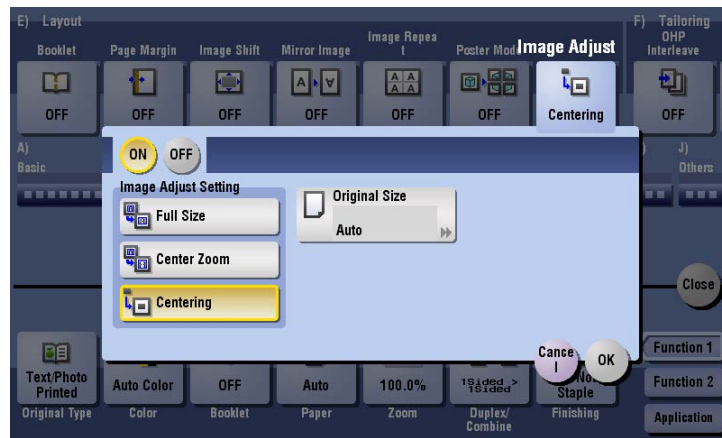 E) Layout
F) Tailoring
Booklet
Page Margin
Image Shift
Mirror Image
Image Repea
t
Poster Mod
Image Adjust
OHP
Interleave
A A
A A
OFF
OFF
OFF
OFF
OFF
OFF
Centering
OFF
A)
Basic
J)
Others
ON
OFF
Image Adjust Setting
Full Size
Center Zoom
Centering
Original Size
Auto
Close
Cance
l
OK
Text/Photo
Printed
Auto Color
OFF
Auto
100.0%
1Sided >
1Sided
No
Staple
Original Type
Color
Booklet
Paper
Zoom
Duplex/
Combine
Finishing
Function 1
Function 2
Application